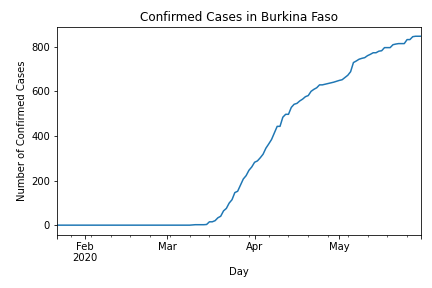 Confirmed Cases in Burkina Faso
Number of Confirmed Cases
800
600
400
200
0
Feb Mar Apr May
2020
Day